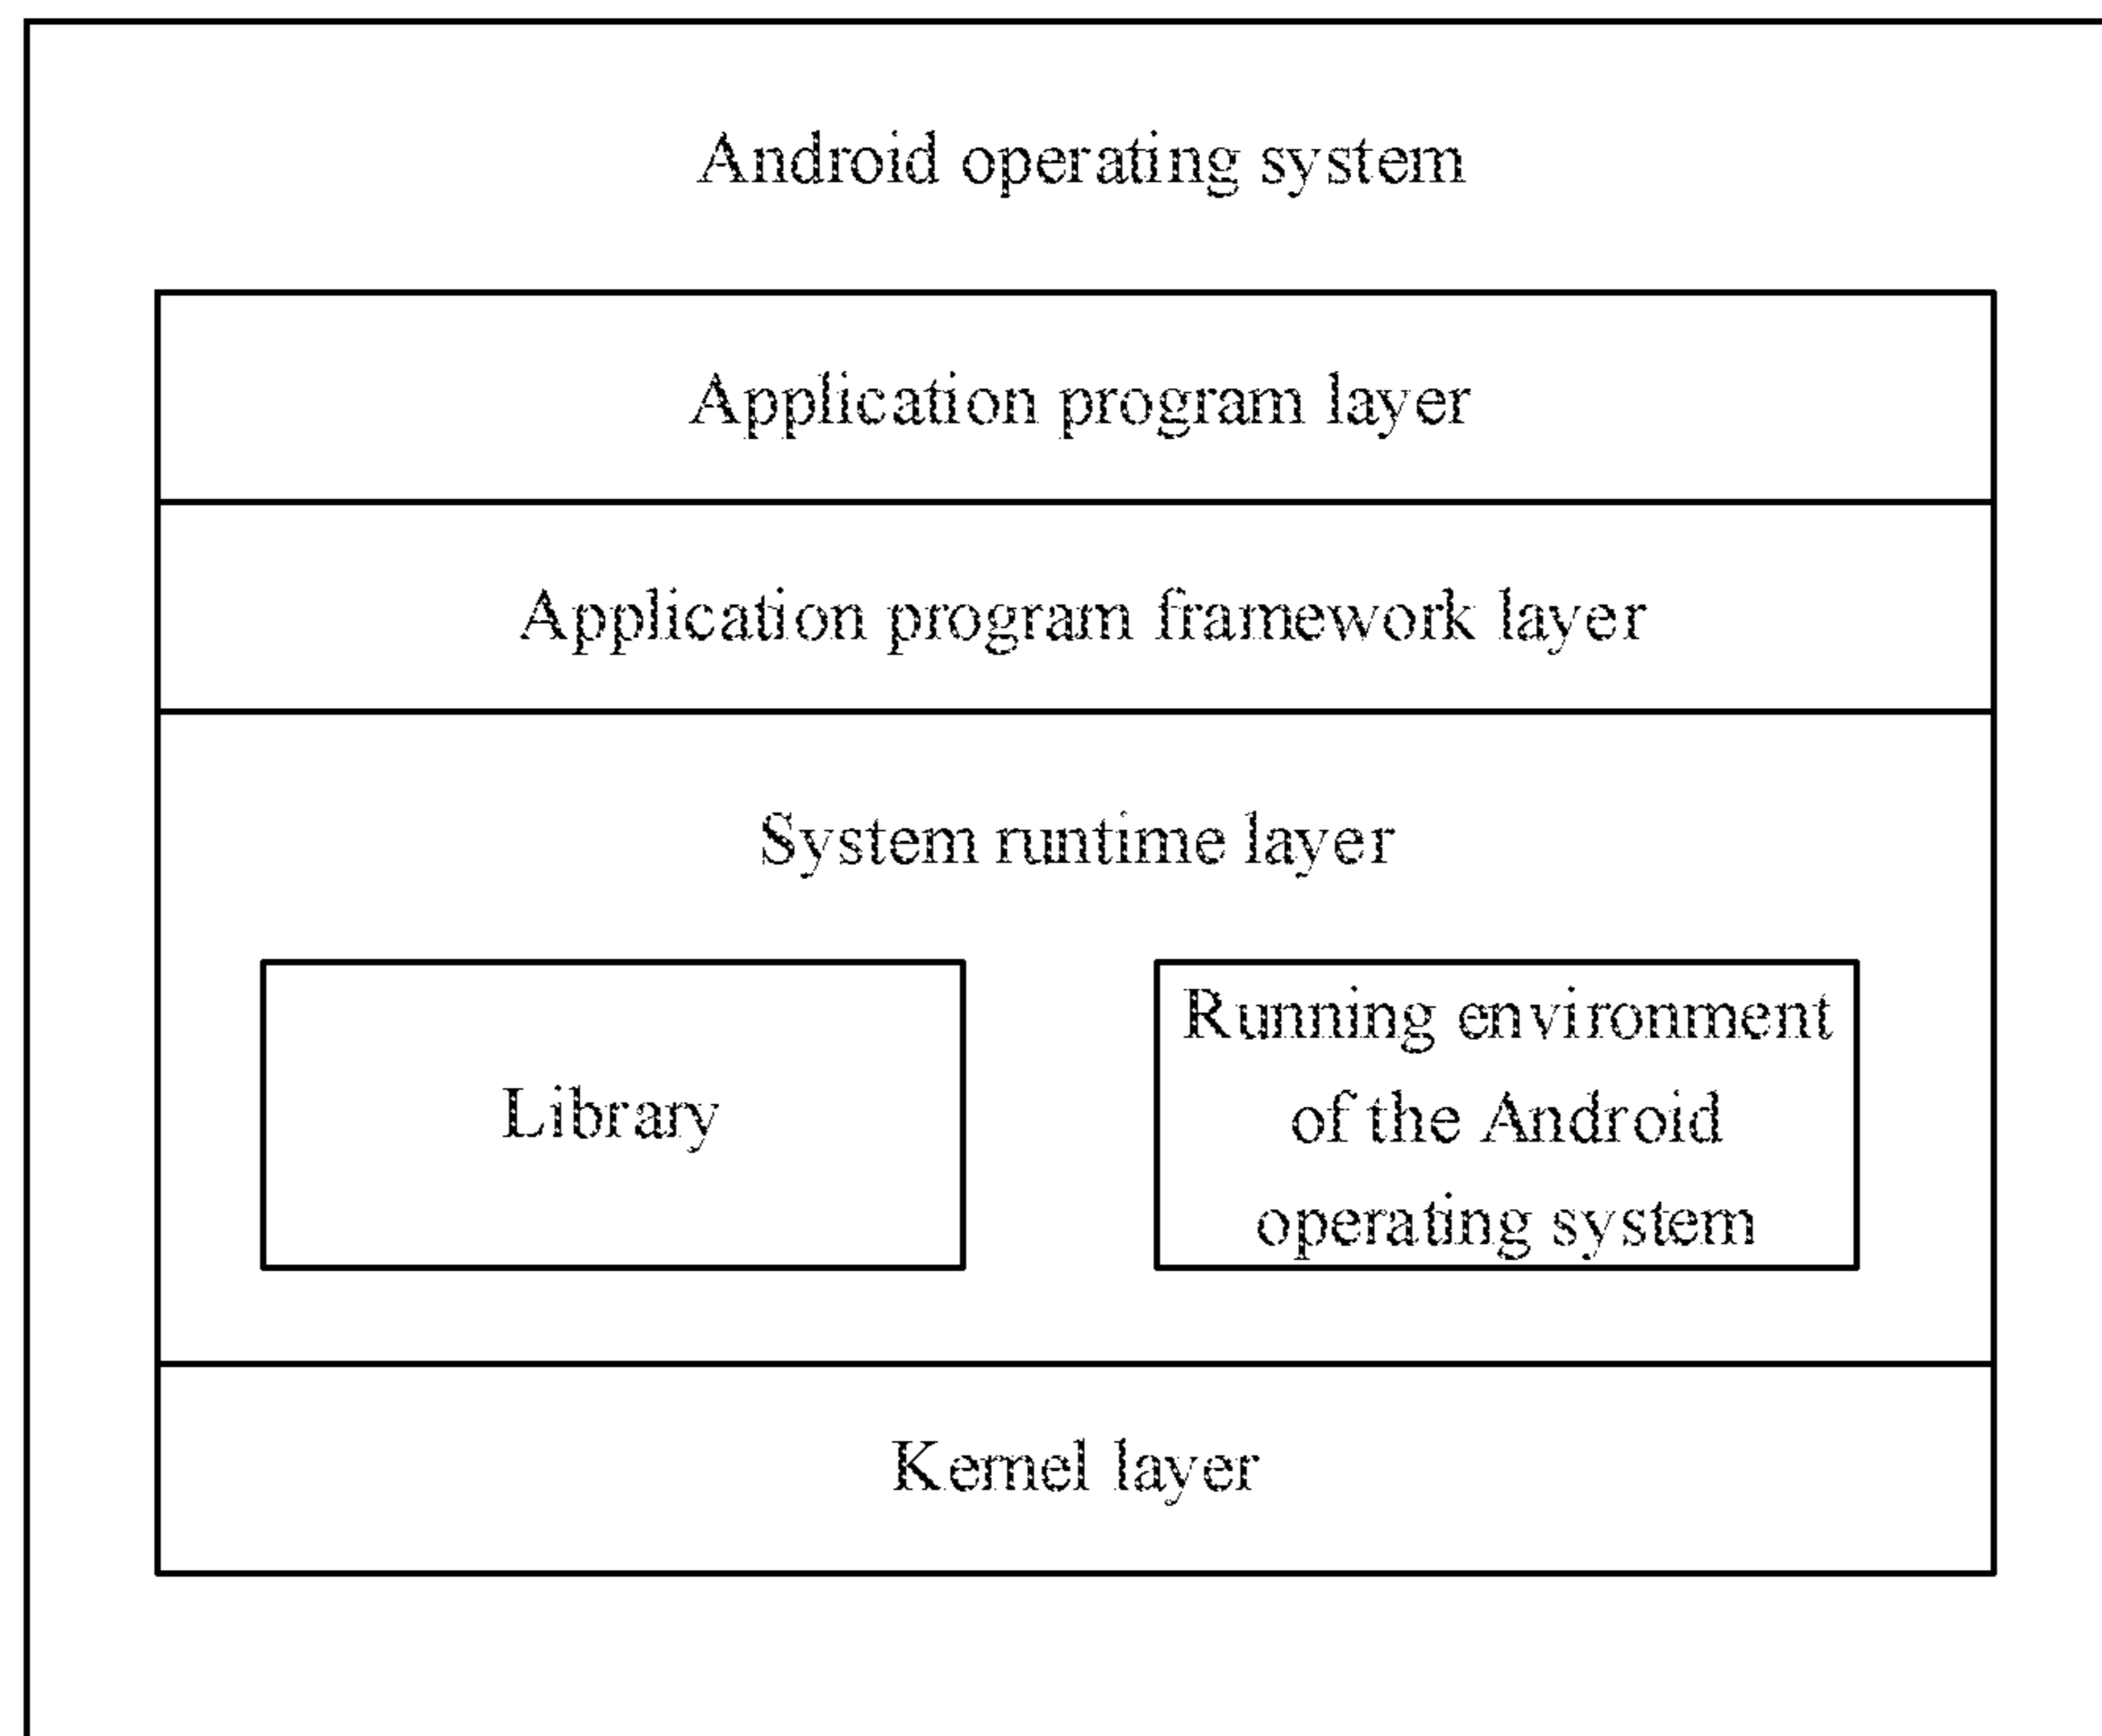 Android operating system
Application program layer
Application program framework layer
System runtime layer
Library
Running environment
of the Android
operating system
Kernel layer